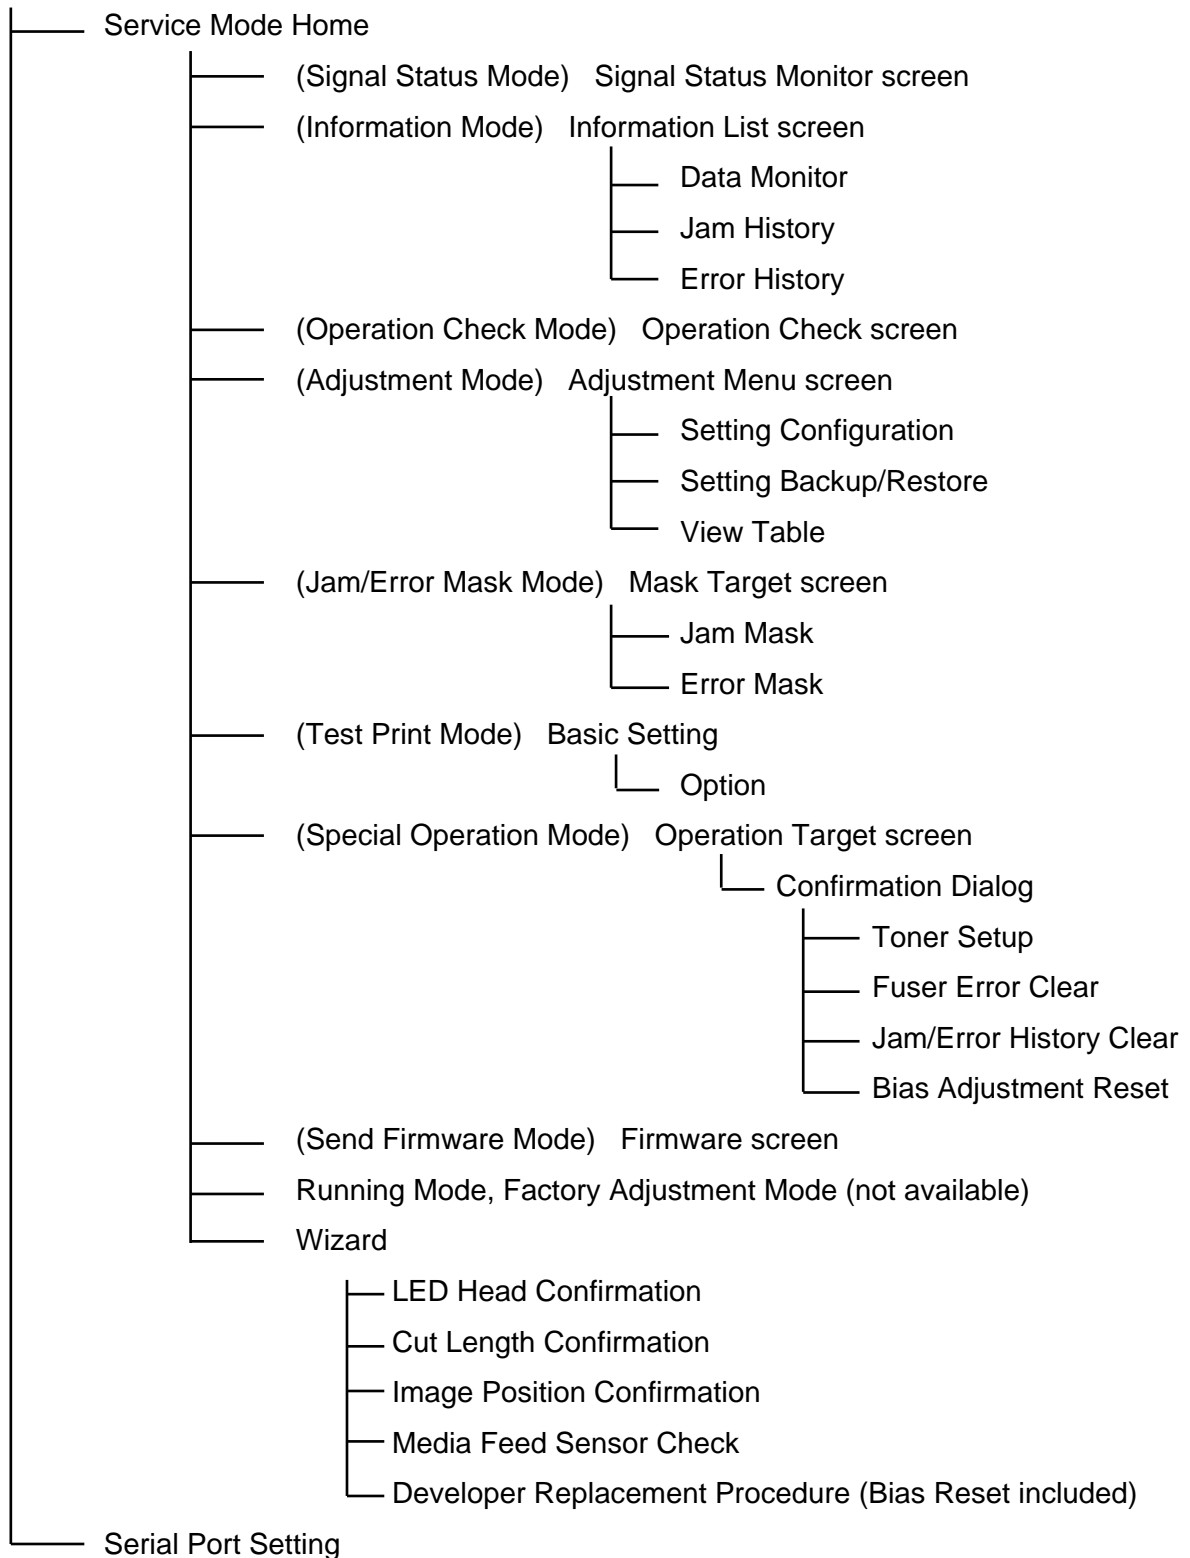 Service Mode Home
(Signal Status Mode) Signal Status Monitor screen
(Information Mode) Information List screen
Data Monitor
Jam History
Error History
(Operation Check Mode) Operation Check screen
(Adjustment Mode) Adjustment Menu screen
Setting Configuration
Setting Backup/Restore
View Table
(Jam/Error Mask Mode) Mask Target screen
Jam Mask
Error Mask
(Test Print Mode) Basic Setting
Option
(Special Operation Mode) Operation Target screen
Confirmation Dialog
Toner Setup
Fuser Error Clear
Jam/Error History Clear
Bias Adjustment Reset
(Send Firmware Mode) Firmware screen
Running Mode, Factory Adjustment Mode (not available)
Wizard
LED Head Confirmation
Cut Length Confirmation
Image Position Confirmation
Media Feed Sensor Check
Developer Replacement Procedure (Bias Reset included)
Serial Port Setting